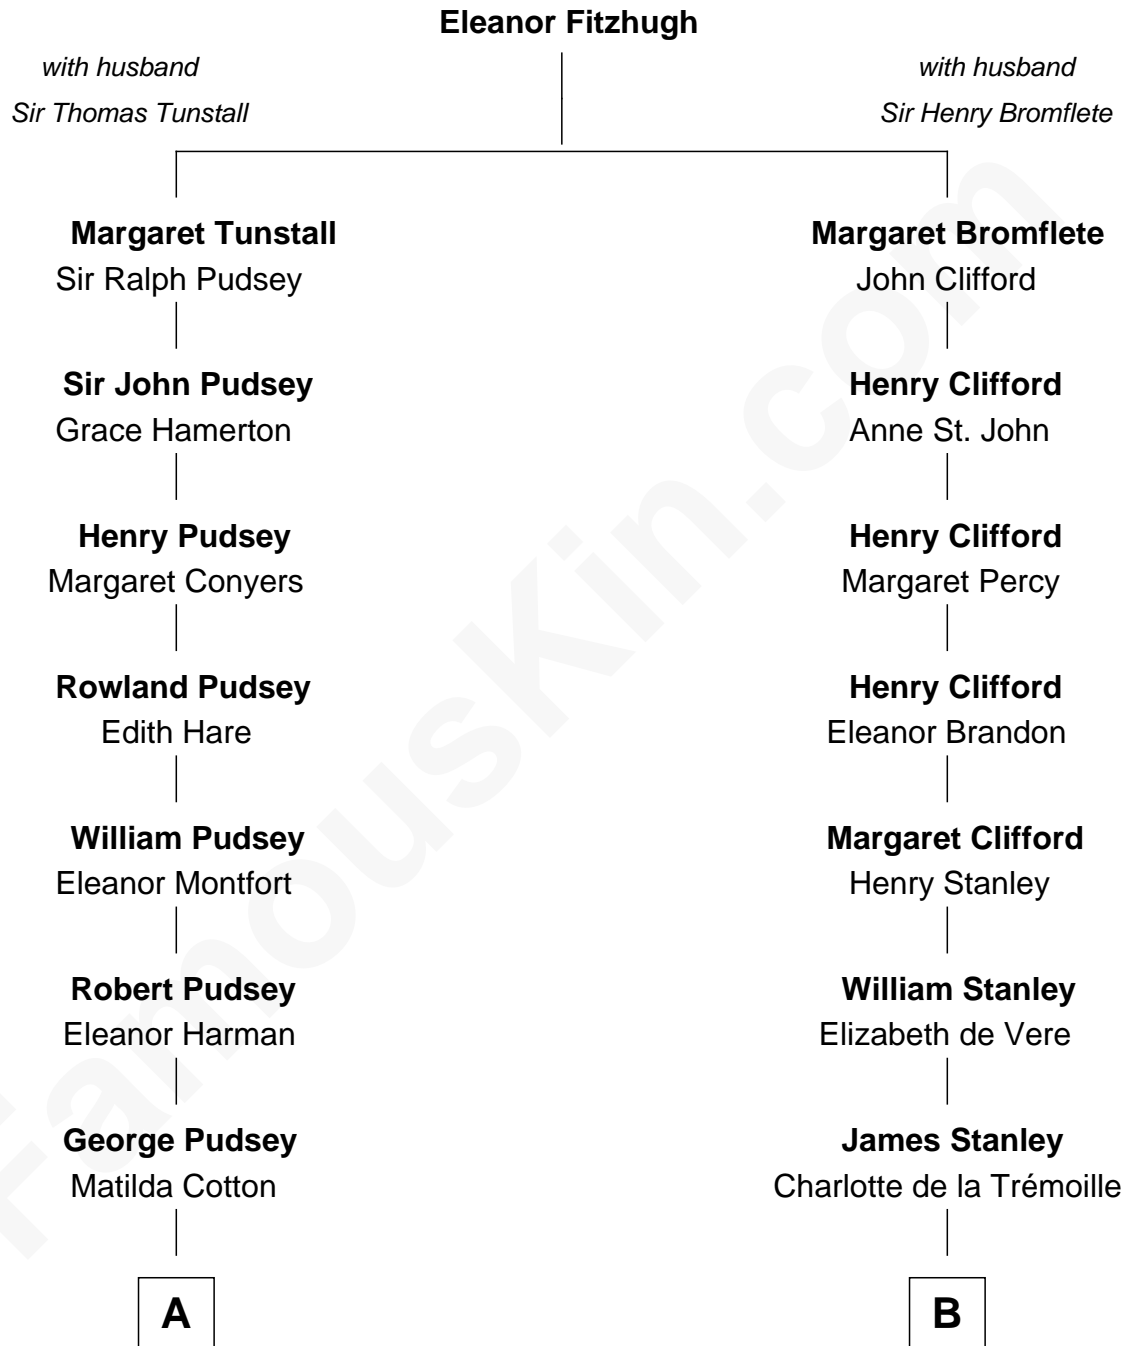 Eleanor Fitzhugh
with husband
Sir Thomas Tunstall
with husband
Sir Henry Bromflete
Margaret Tunstall
Sir Ralph Pudsey
Margaret Bromflete
John Clifford
Sir John Pudsey
Grace Hamerton
Henry Clifford
Anne St. John
Henry Pudsey
Margaret Conyers
Henry Clifford
Margaret Percy
Rowland Pudsey
Edith Hare
Henry Clifford
Eleanor Brandon
William Pudsey
Eleanor Montfort
Margaret Clifford
Henry Stanley
Robert Pudsey
Eleanor Harman
William Stanley
Elizabeth de Vere
George Pudsey
Matilda Cotton
James Stanley
Charlotte de la Trémoille
A
B
FamousKin.com